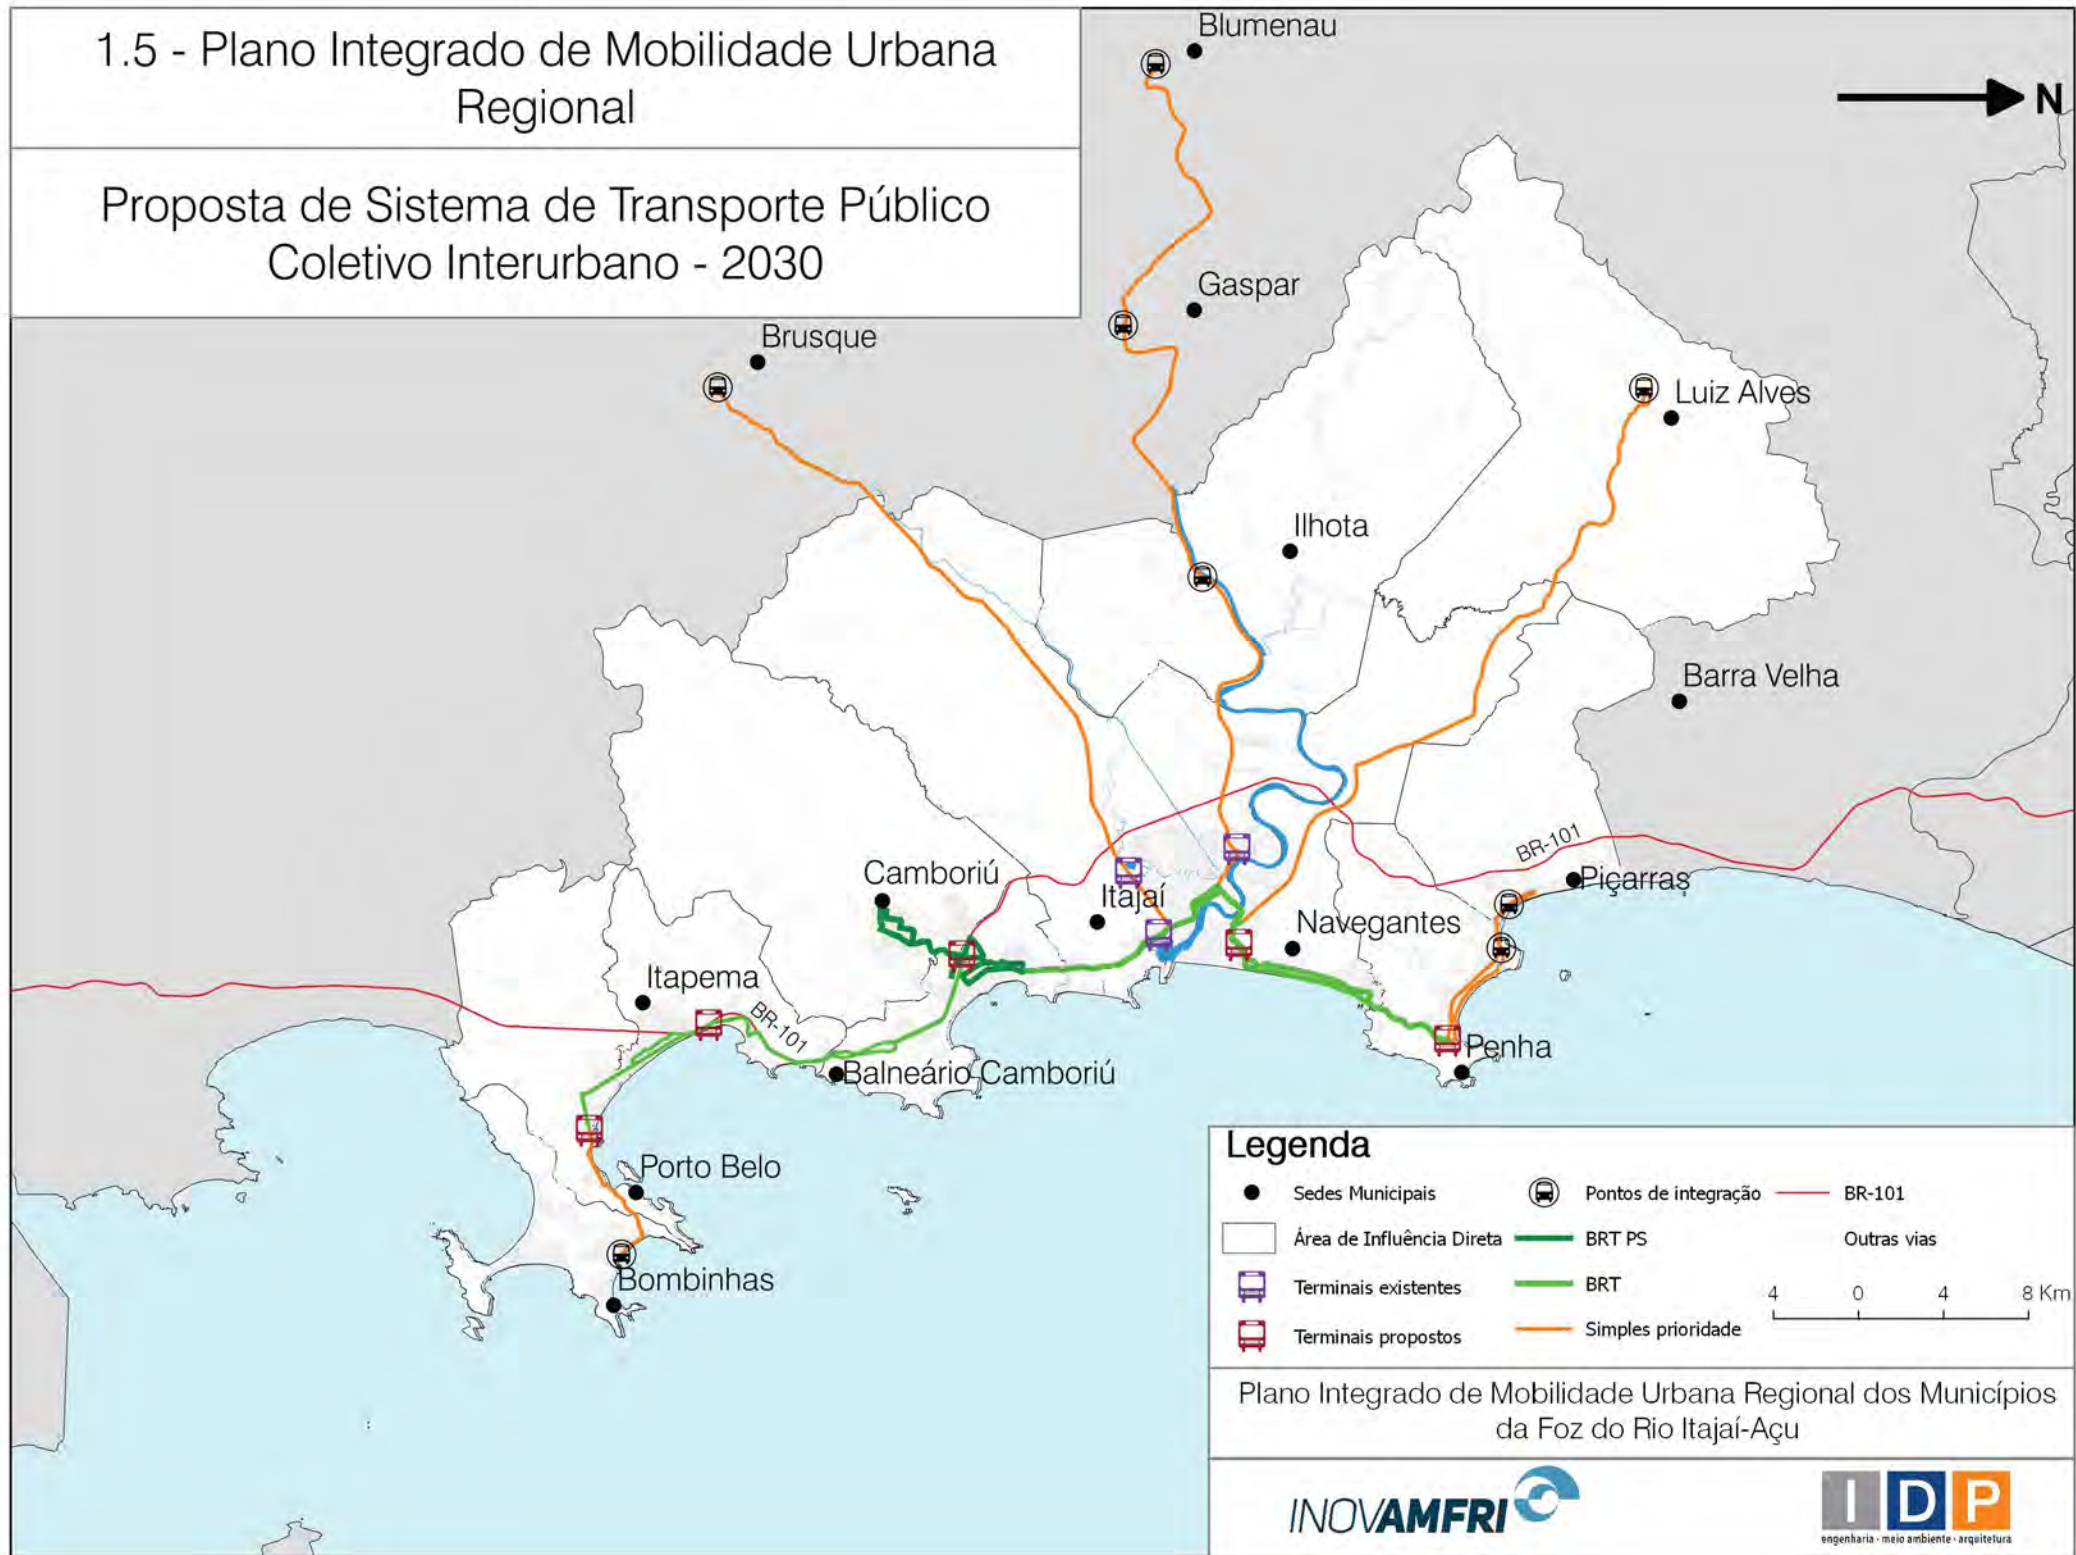 1.5 - Plano Integrado de Mobilidade Urbana
Regional
Proposta de Sistema de Transporte Público
Coletivo Interurbano - 2030
Blumenau
N
Gaspar
Brusque
Luiz Alves
Ilhota
Barra Velha
BR-101
Camboriú
Itajaí
Piçarras
Navegantes
Itapema
BR-101
Penha
Balneário Camboriú
Porto Belo
Bombinhas
Legenda
Sedes Municipais
Pontos de integração
BR-101
Área de Influência Direta
BRT PS
Outras vias
Terminais existentes
BRT
4 0 4 8 Km
Terminais propostos
Simples prioridade
Plano Integrado de Mobilidade Urbana Regional dos Municípios
da Foz do Rio Itajaí-Açu
INOVAMFRI
IDP
engenharia - meio ambiente - arquitetura